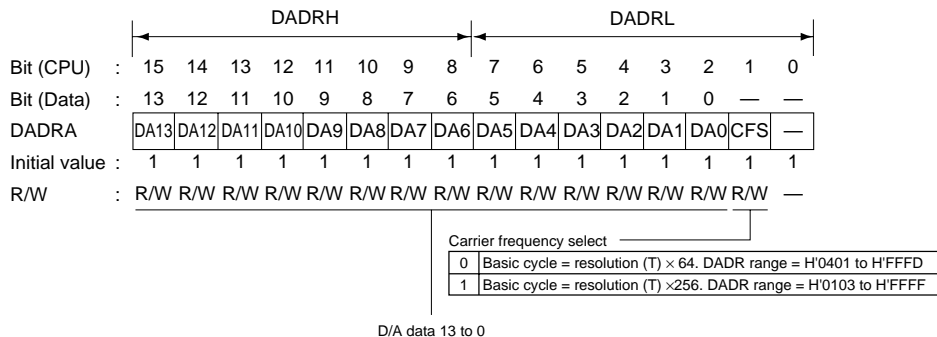 DADRH DADRL
Bit (CPU) : 15 14 13 12 11 10 9 8 7 6 5 4 3 2 1 0
Bit (Data) : 13 12 11 10 9 8 7 6 5 4 3 2 1 0 — —
DADRA DA13 DA12 DA11 DA10 DA9 DA8 DA7 DA6 DA5 DA4 DA3 DA2 DA1 DA0 CFS —
Initial value : 1 1 1 1 1 1 1 1 1 1 1 1 1 1 1 1
R/W : R/W R/W R/W R/W R/W R/W R/W R/W R/W R/W R/W R/W R/W R/W R/W —
Carrier frequency select
0 Basic cycle = resolution (T) × 64. DADR range = H'0401 to H'FFFD
1 Basic cycle = resolution (T) ×256. DADR range = H'0103 to H'FFFF
D/A data 13 to 0